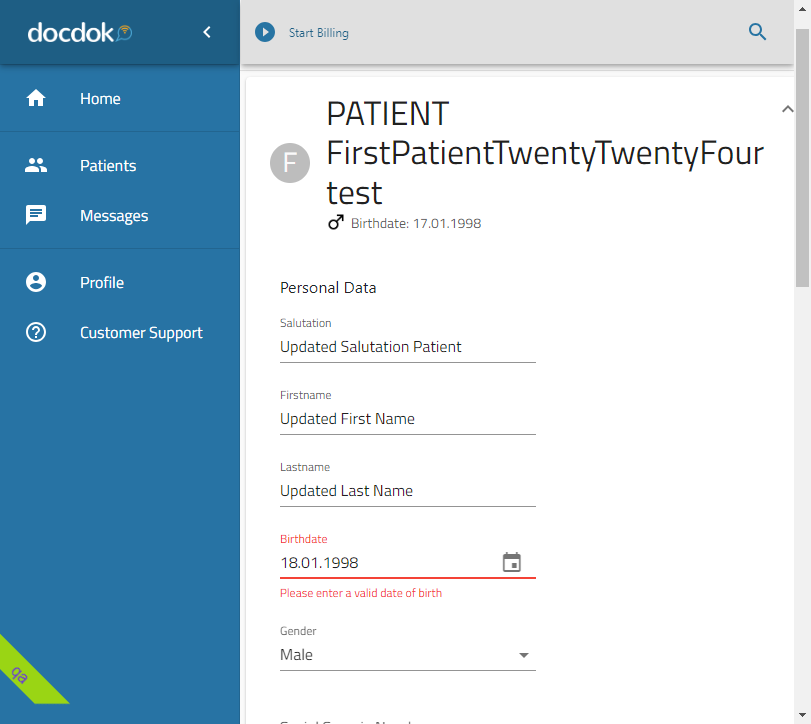 docdok
Start Billing
Home
Patients
Messages
Profile
Customer Support
qa
PATIENT
FirstPatientTwentyTwentyFour
test
Birthdate: 17.01.1998
F
Personal Data
Salutation
Updated Salutation Patient
Firstname
Updated First Name
Lastname
Updated Last Name
Birthdate
18.01.1998
Please enter a valid date of birth
Gender
Male